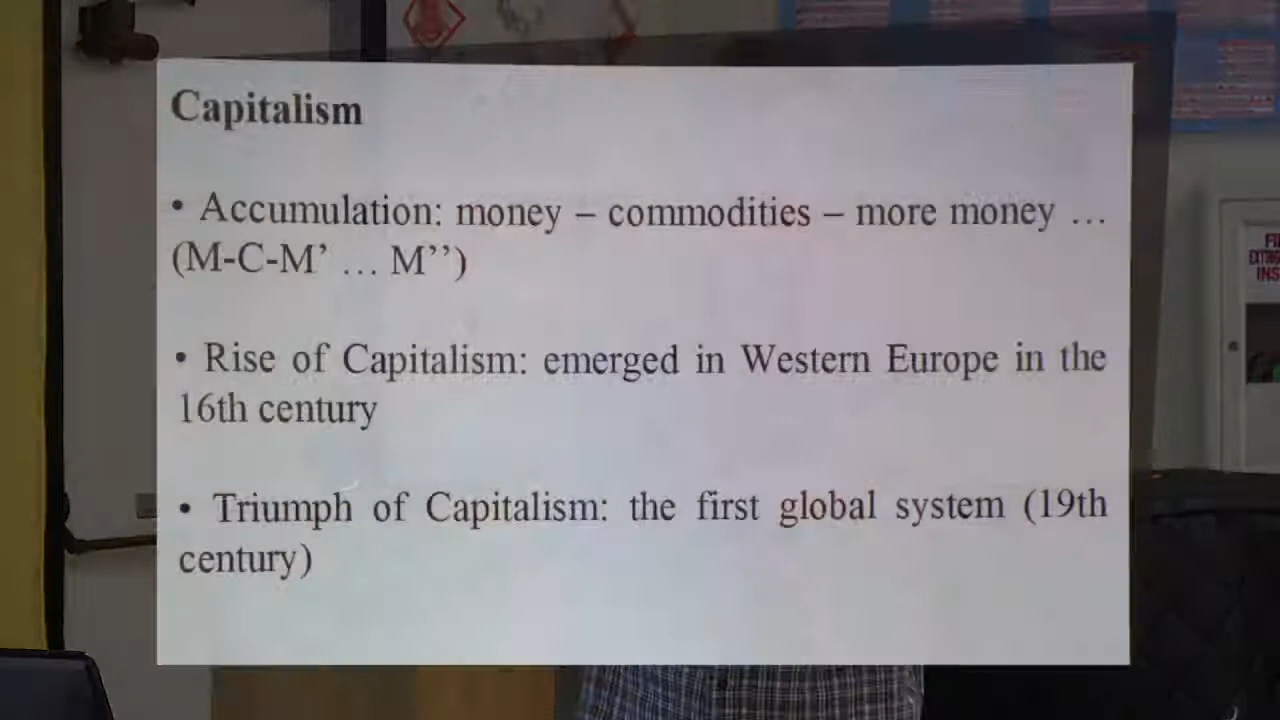 Capitalism
• Accumulation: money – commodities – more money …
(M-C-M’ … M’’)
• Rise of Capitalism: emerged in Western Europe in the
16th century
• Triumph of Capitalism: the first global system (19th
century)